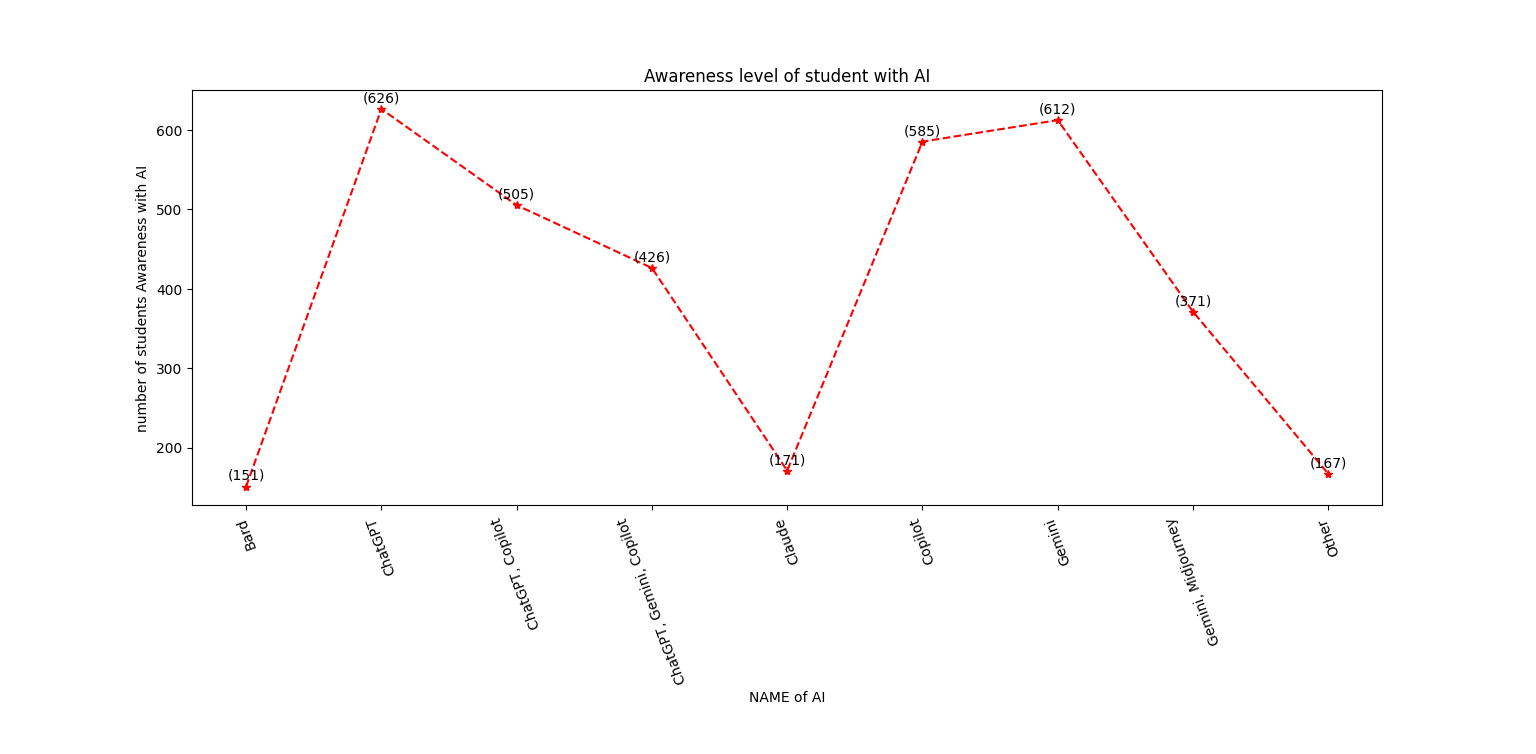 Awareness level of student with AI
number of students Awareness with AI
600
500
400
300
200
(151)
(626)
(505)
(426)
(171)
(585)
(612)
(371)
(167)
Bard
ChatGPT
ChatGPT, Copilot
ChatGPT, Gemini, Copilot
Claude
Copilot
Gemini
Gemini, Midjourney
Other
NAME of AI